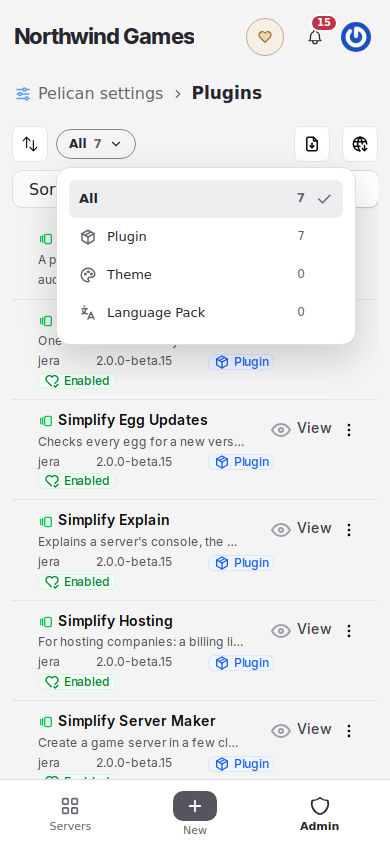 Northwind Games
15
Pelican settings > Plugins
All 7
Sor
All 7
Plugin 7
Theme 0
Language Pack 0
A p
auc
One
jera 2.0.0-beta.15 Plugin
Enabled
Simplify Egg Updates
View
Checks every egg for a new vers…
jera 2.0.0-beta.15 Plugin
Enabled
Simplify Explain
View
Explains a server's console, the …
jera 2.0.0-beta.15 Plugin
Enabled
Simplify Hosting
View
For hosting companies: a billing li…
jera 2.0.0-beta.15 Plugin
Enabled
Simplify Server Maker
View
Create a game server in a few cl…
jera 2.0.0-beta.15 Plugin
Enabled
Servers
New
Admin